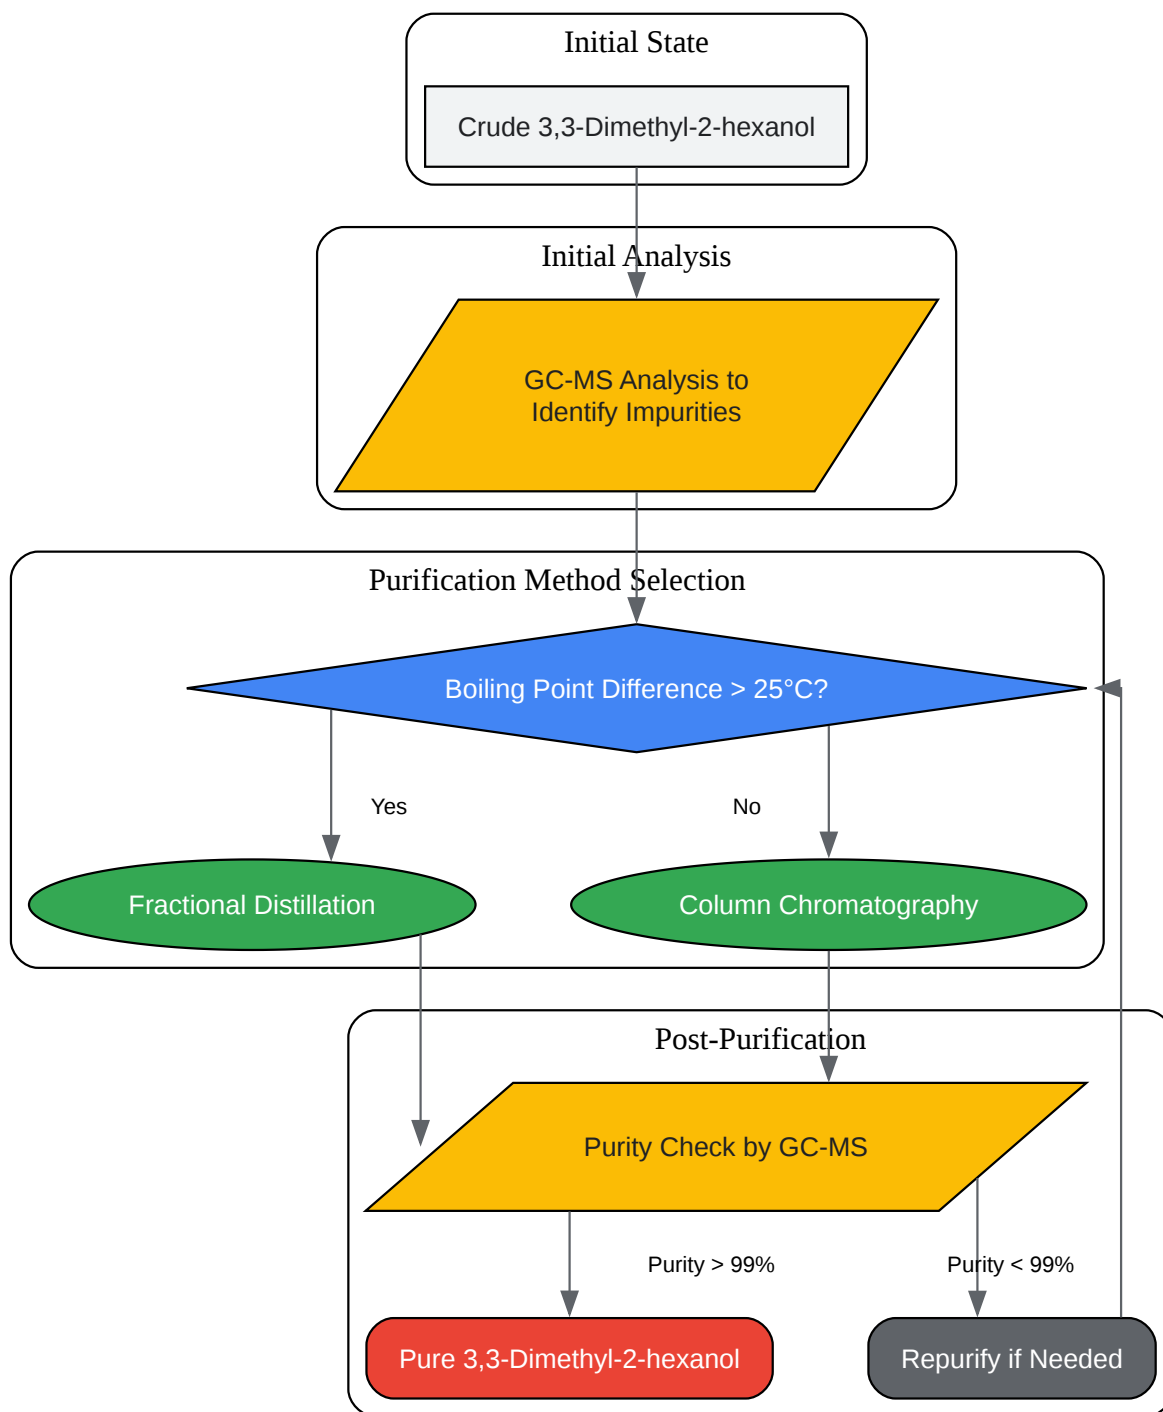 Initial State
Crude 3,3-Dimethyl-2-hexanol
Initial Analysis
GC-MS Analysis to
Identify Impurities
Purification Method Selection
Boiling Point Difference > 25°C?
Yes
No
Fractional Distillation
Column Chromatography
Post-Purification
Purity Check by GC-MS
Purity > 99%
Purity < 99%
Pure 3,3-Dimethyl-2-hexanol
Repurify if Needed